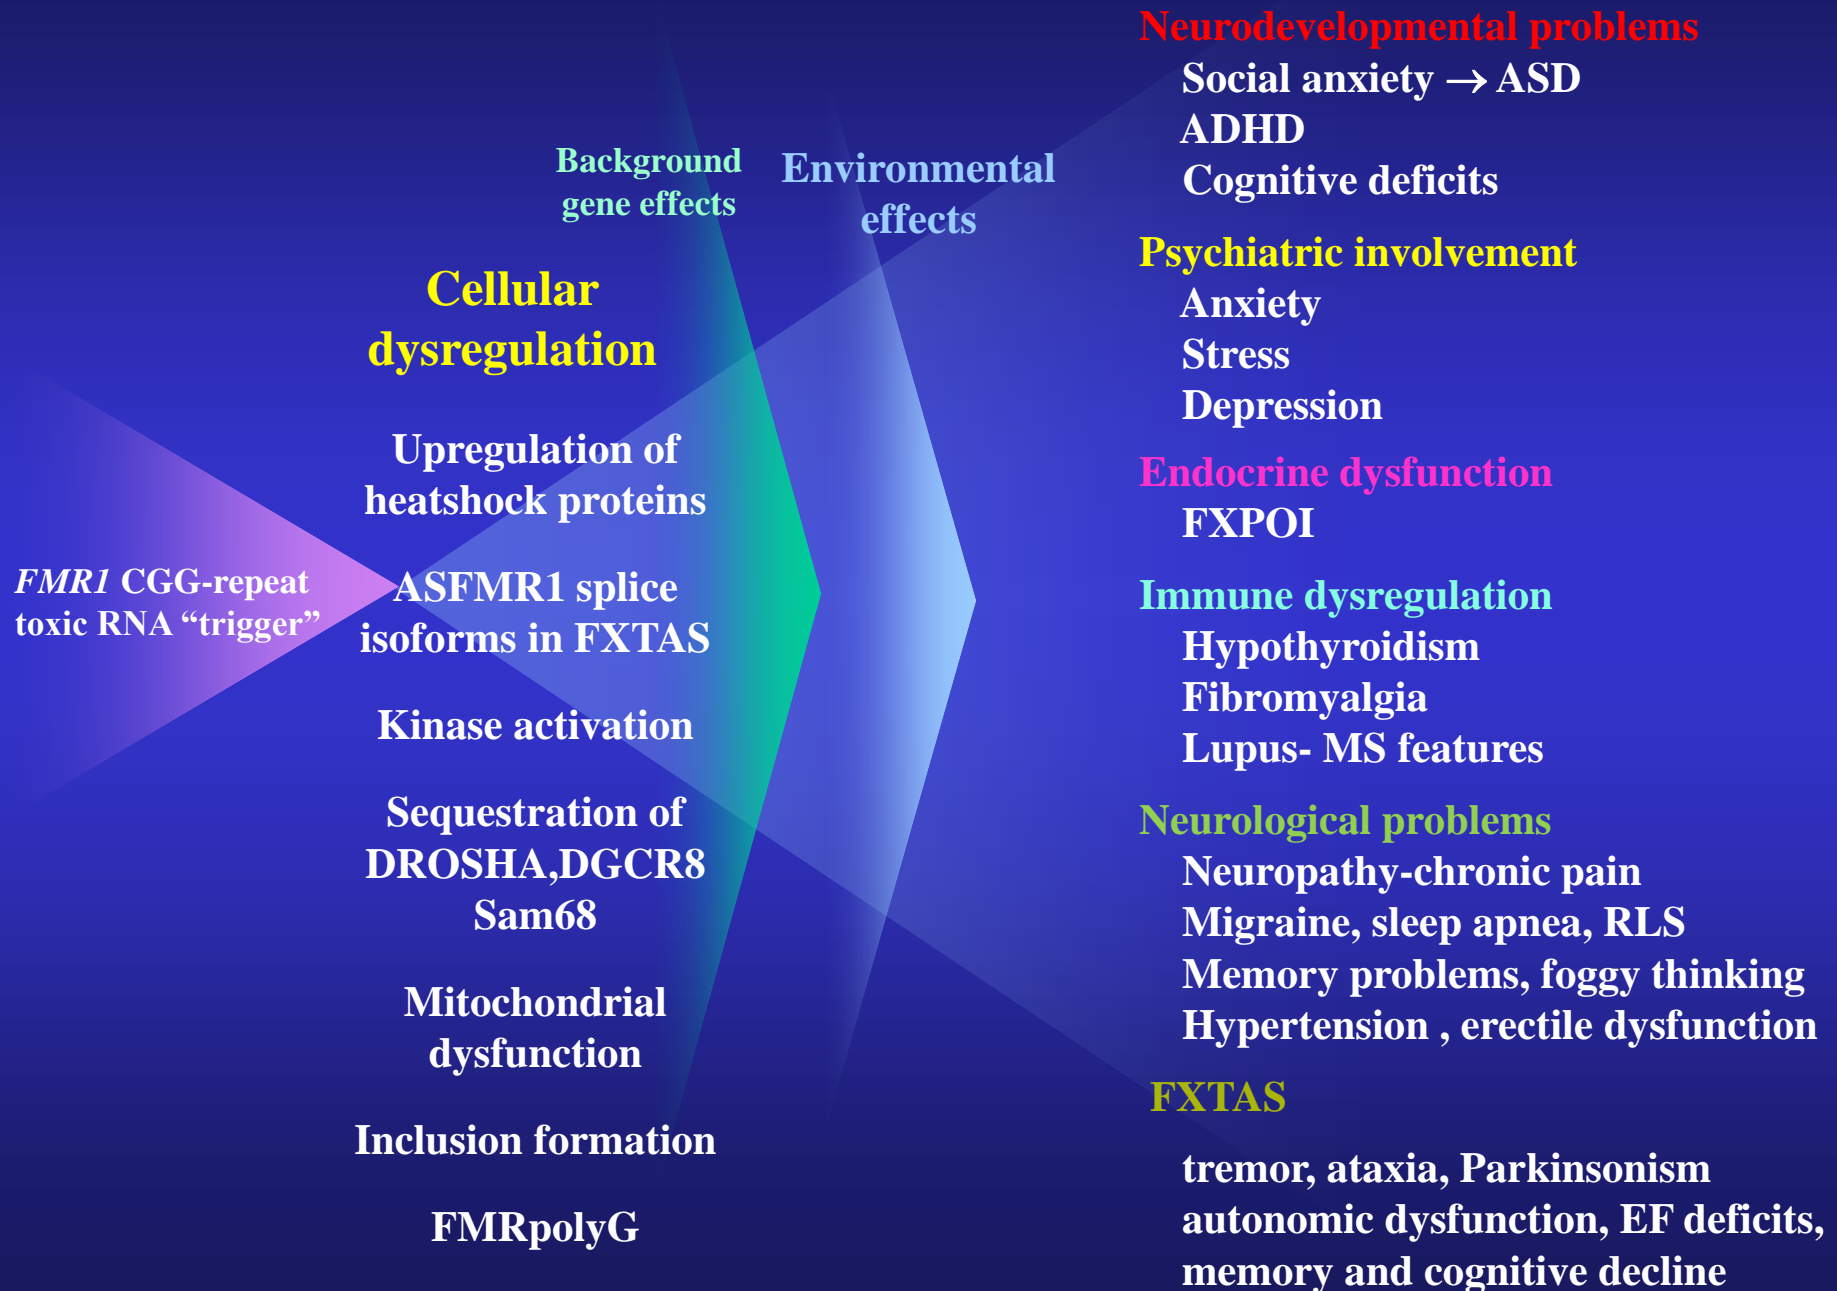 FMR1 CGG-repeat
toxic RNA “trigger”
Cellular
dysregulation
Upregulation of
heatshock proteins
ASFMR1 splice
isoforms in FXTAS
Kinase activation
Sequestration of
DROSHA,DGCR8
Sam68
Mitochondrial
dysfunction
Inclusion formation
FMRpolyG
Background
gene effects
Environmental
effects
Neurodevelopmental problems
Social anxiety → ASD
ADHD
Cognitive deficits
Psychiatric involvement
Anxiety
Stress
Depression
Endocrine dysfunction
FXPOI
Immune dysregulation
Hypothyroidism
Fibromyalgia
Lupus- MS features
Neurological problems
Neuropathy-chronic pain
Migraine, sleep apnea, RLS
Memory problems, foggy thinking
Hypertension , erectile dysfunction
FXTAS
tremor, ataxia, Parkinsonism
autonomic dysfunction, EF deficits,
memory and cognitive decline